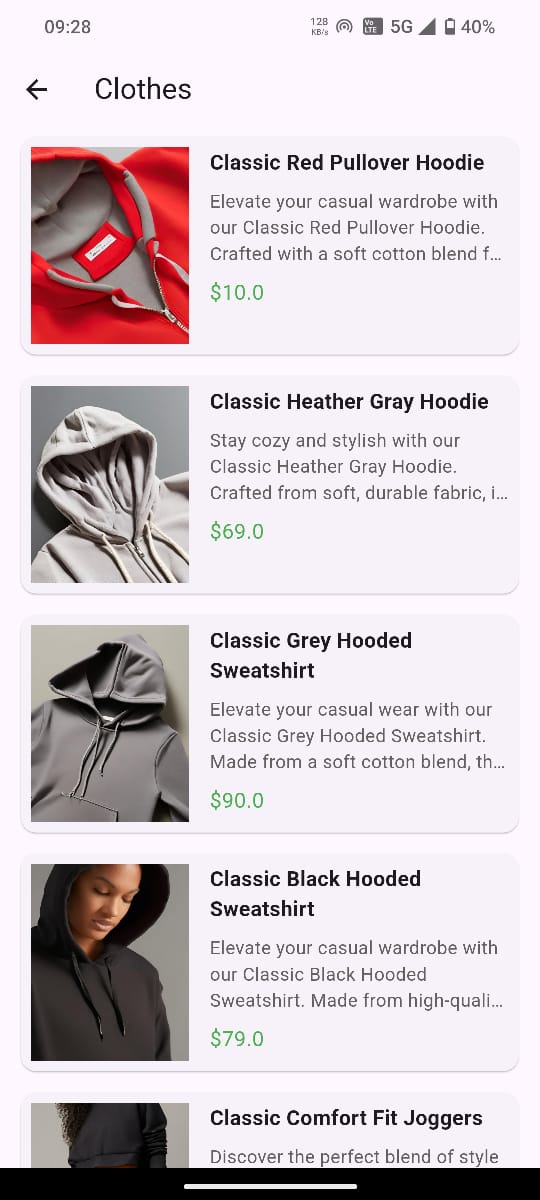 09:28
128 KB/s Vo LTE 5G 40%
Clothes
Classic Red Pullover Hoodie
Elevate your casual wardrobe with
our Classic Red Pullover Hoodie.
Crafted with a soft cotton blend f...
$10.0
Classic Heather Gray Hoodie
Stay cozy and stylish with our
Classic Heather Gray Hoodie.
Crafted from soft, durable fabric, i...
$69.0
Classic Grey Hooded
Sweatshirt
Elevate your casual wear with our
Classic Grey Hooded Sweatshirt.
Made from a soft cotton blend, th...
$90.0
Classic Black Hooded
Sweatshirt
Elevate your casual wardrobe with
our Classic Black Hooded
Sweatshirt. Made from high-quali...
$79.0
Classic Comfort Fit Joggers
Discover the perfect blend of style